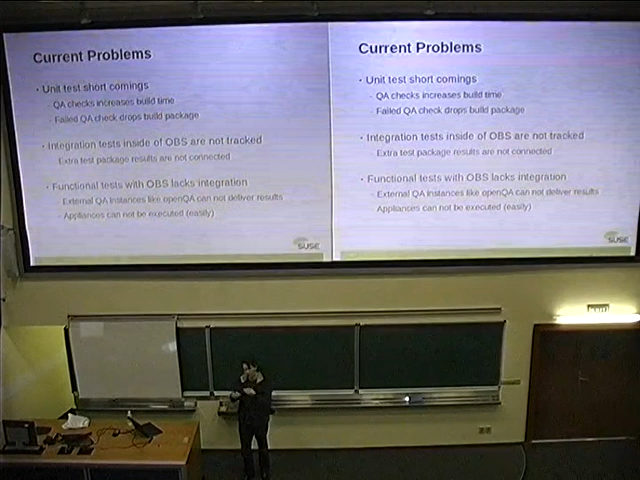 Current Problems
• Unit test short comings
- QA checks increases build time
- Failed QA check drops build package
• Integration tests inside of OBS are not tracked
- Extra test package results are not connected
• Functional tests with OBS lacks integration
- External QA Instances like openQA can not deliver results
- Appliances can not be executed (easily)
SUSE
Current Problems
• Unit test short comings
- QA checks increases build time
- Failed QA check drops build package
• Integration tests inside of OBS are not tracked
- Extra test package results are not connected
• Functional tests with OBS lacks integration
- External QA Instances like openQA can not deliver results
- Appliances can not be executed (easily)
SUSE